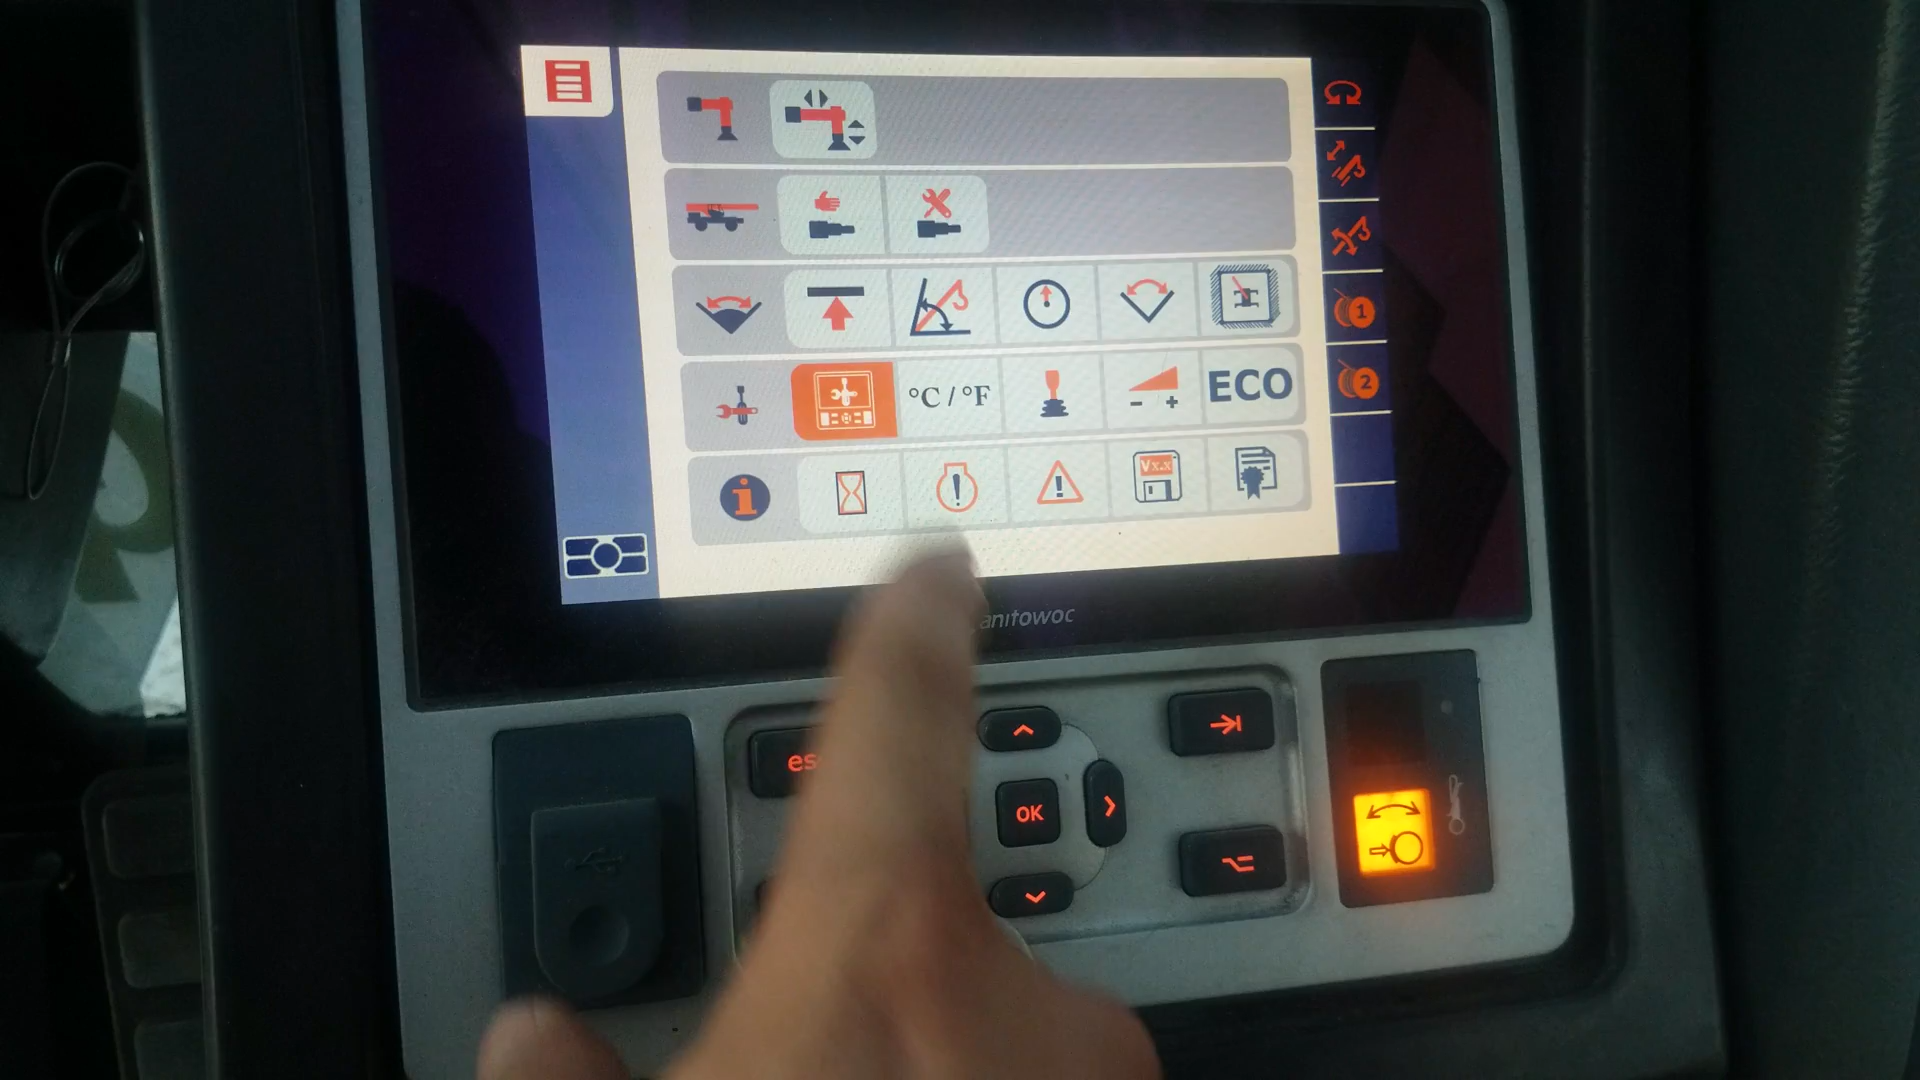 1
2
°C / °F
- +
ECO
i
!
!
Vx.x
anitowoc
es
OK